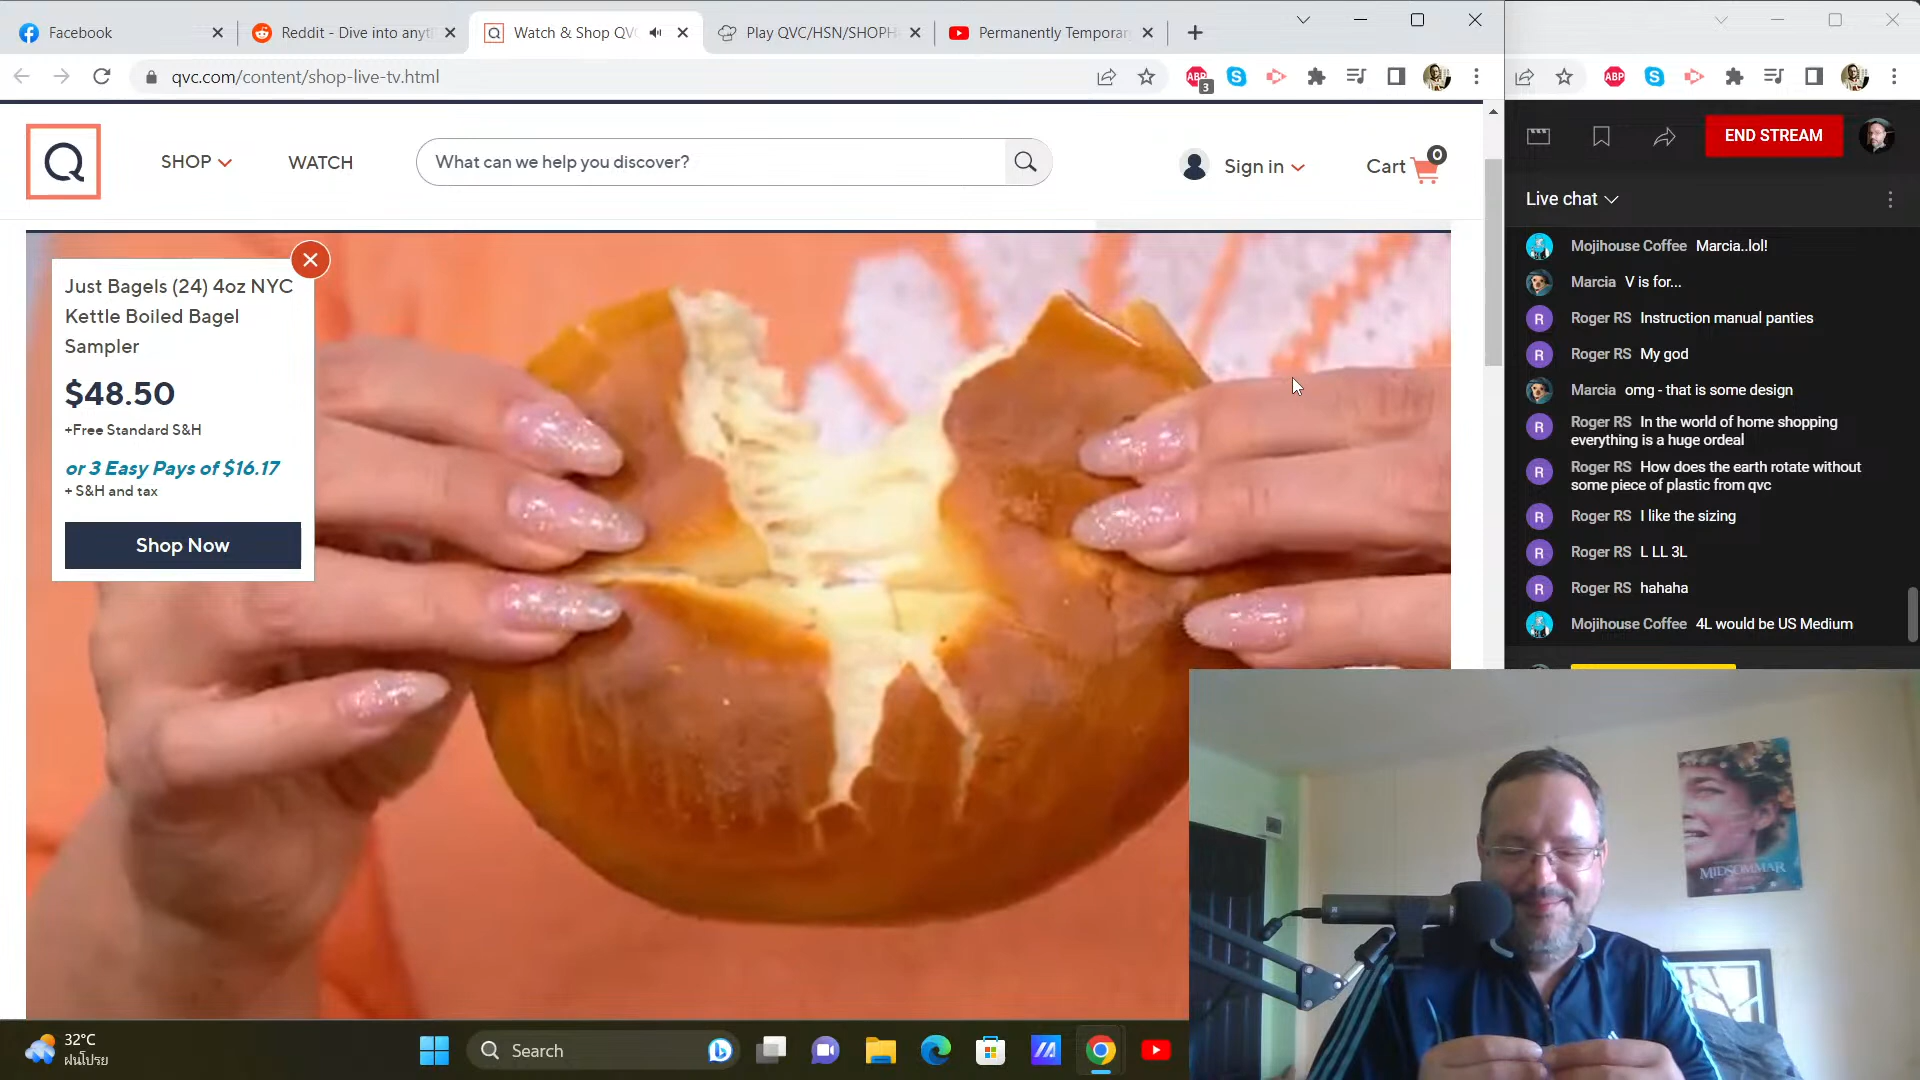 Facebook
Reddit - Dive into anyt
Watch & Shop QV
Play QVC/HSN/SHOPH
Permanently Temporar
qvc.com/content/shop-live-tv.html
ABP
3
ABP
Q
SHOP
WATCH
What can we help you discover?
Sign in
Cart
0
END STREAM
Live chat
Just Bagels (24) 4oz NYC
Kettle Boiled Bagel
Sampler
$48.50
+Free Standard S&H
or 3 Easy Pays of $16.17
+ S&H and tax
Shop Now
Mojihouse Coffee Marcia..lol!
Marcia V is for...
R Roger RS Instruction manual panties
R Roger RS My god
Marcia omg - that is some design
R Roger RS In the world of home shopping
everything is a huge ordeal
R Roger RS How does the earth rotate without
some piece of plastic from qvc
R Roger RS I like the sizing
R Roger RS L LL 3L
R Roger RS hahaha
Mojihouse Coffee 4L would be US Medium
MIDSOMMAR
32°C
ฝนโปรย
Search